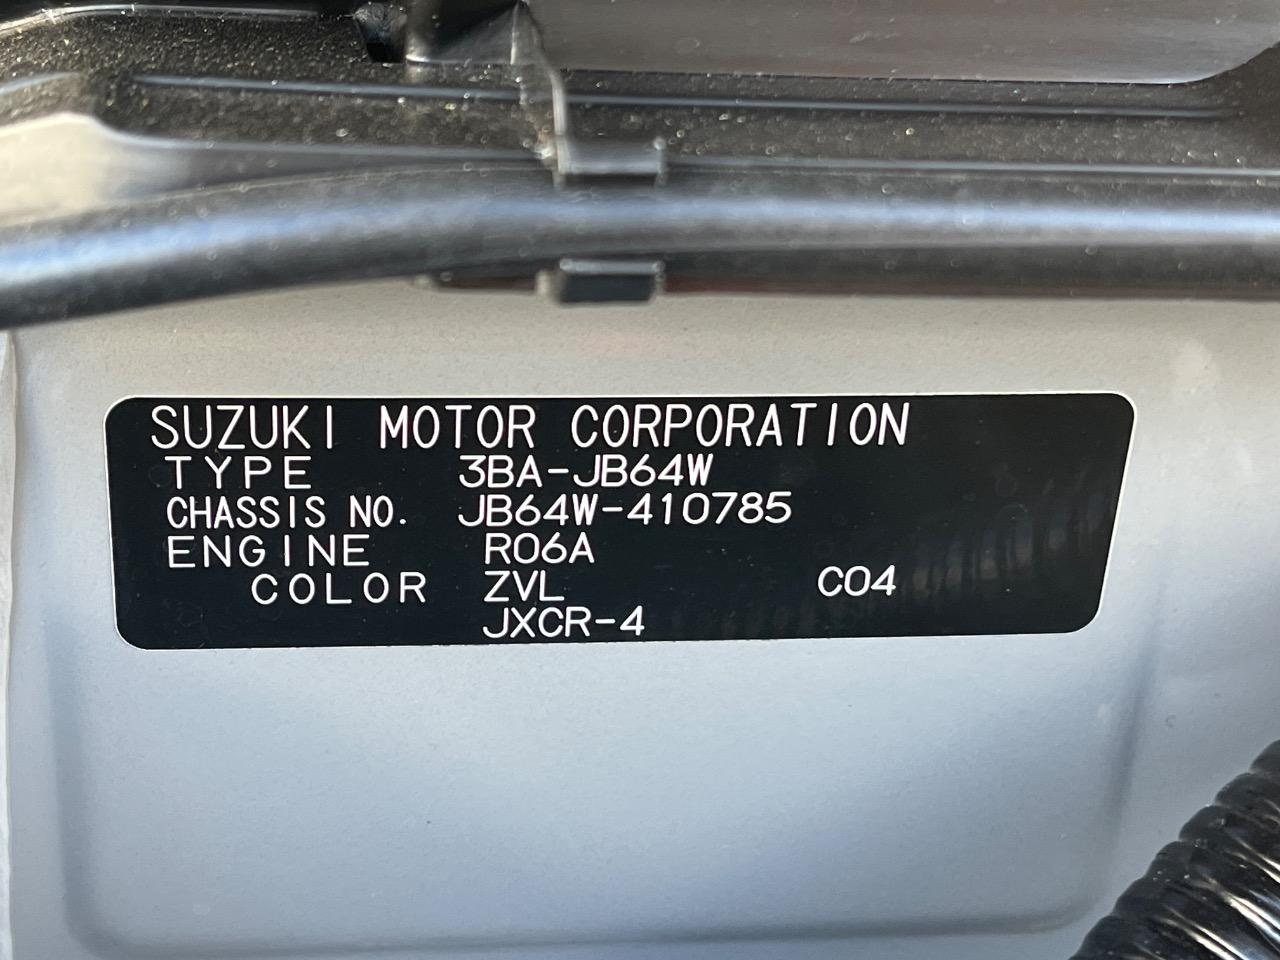 SUZUKI MOTOR CORPORATION
TYPE 3BA-JB64W
CHASSIS NO. JB64W-410785
ENGINE R06A
COLOR ZVL C04
JXCR-4